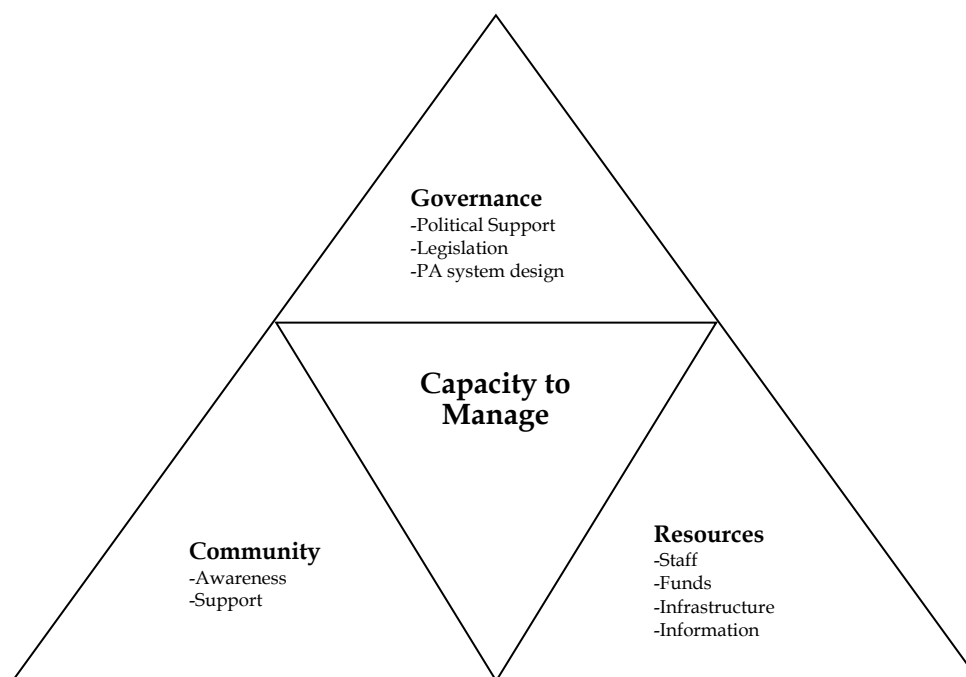 Governance
-Political Support
-Legislation
-PA system design
Capacity to
Manage
Community
-Awareness
-Support
Resources
-Staff
-Funds
-Infrastructure
-Information